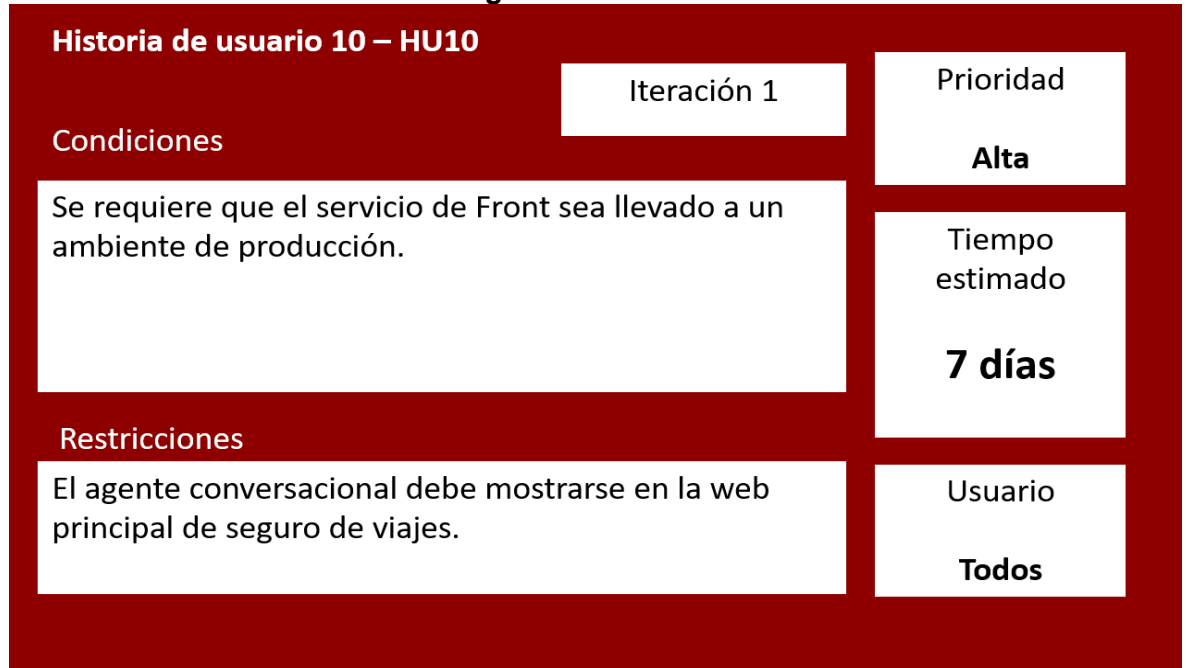 Historia de usuario 10 – HU10
Iteración 1
Prioridad
Alta
Condiciones
Se requiere que el servicio de Front sea llevado a un
ambiente de producción.
Tiempo
estimado
7 días
Restricciones
El agente conversacional debe mostrarse en la web
principal de seguro de viajes.
Usuario
Todos